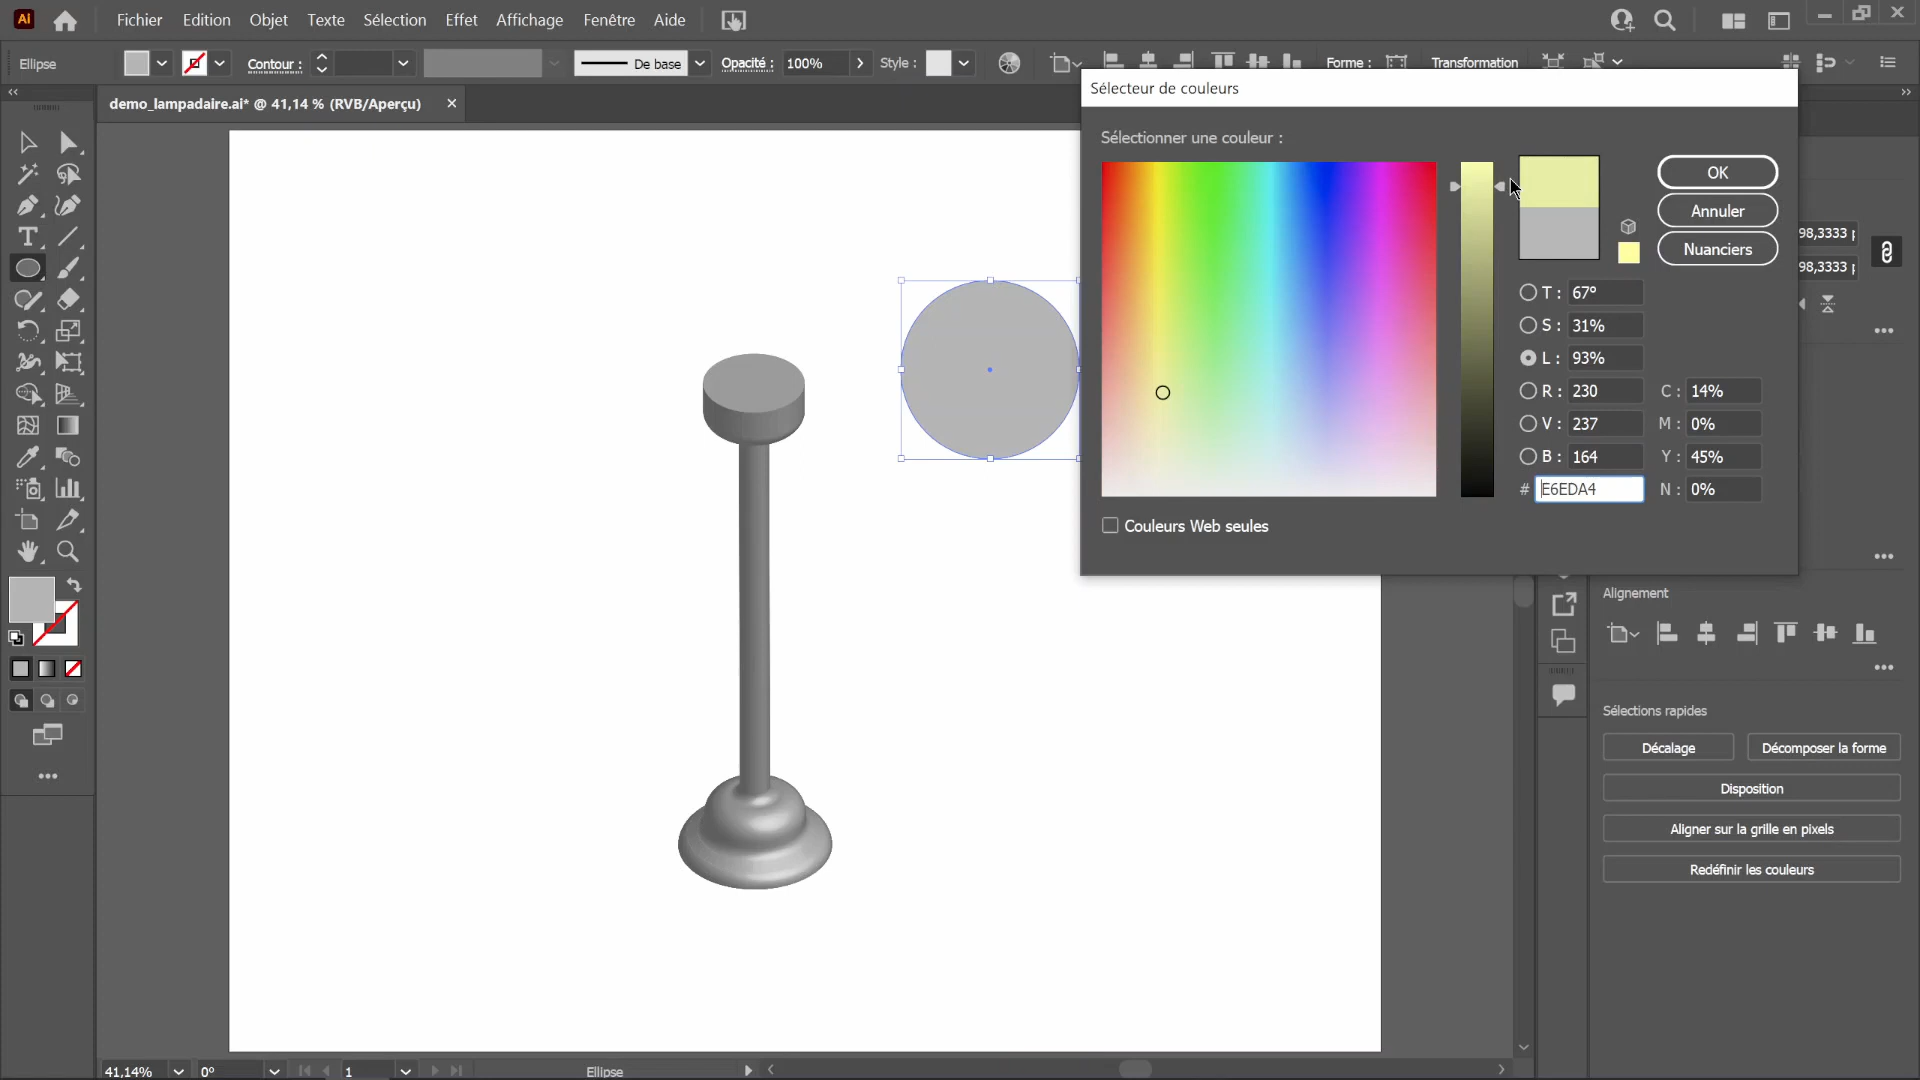 Ai Fichier Edition Objet Texte Sélection Effet Affichage Fenêtre Aide
Ellipse Contour : De base Opacité : 100% Style : Forme : Transformation
demo_lampadaire.ai* @ 41,14 % (RVB/Aperçu)
Sélecteur de couleurs
Sélectionner une couleur :
OK
Annuler
Nuanciers
98,3333 p
98,3333 p
T : 67°
S : 31%
L : 93%
R : 230 C : 14%
V : 237 M : 0%
B : 164 Y : 45%
# E6EDA4 N : 0%
Couleurs Web seules
Alignement
Sélections rapides
Décalage Décomposer la forme
Disposition
Aligner sur la grille en pixels
Redéfinir les couleurs
41,14% 0° 1 Ellipse